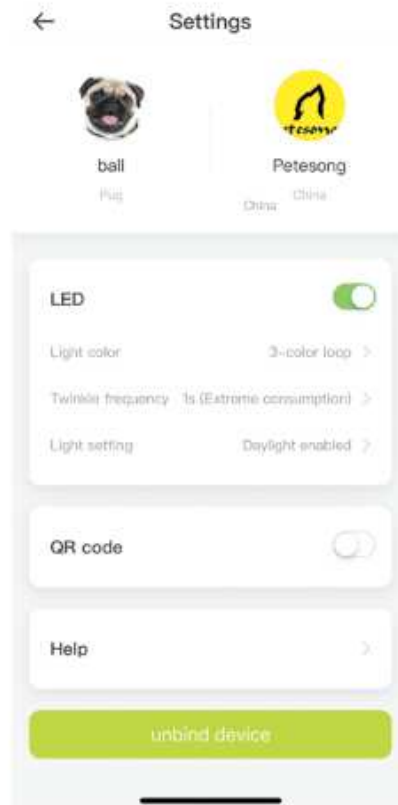 Settings
ball
Petesong
Pug
China
China
LED
Light color
3-color loop
Twinkle frequency
1s (Extreme consumption)
Light setting
Daylight enabled
QR code
Help
unbind device